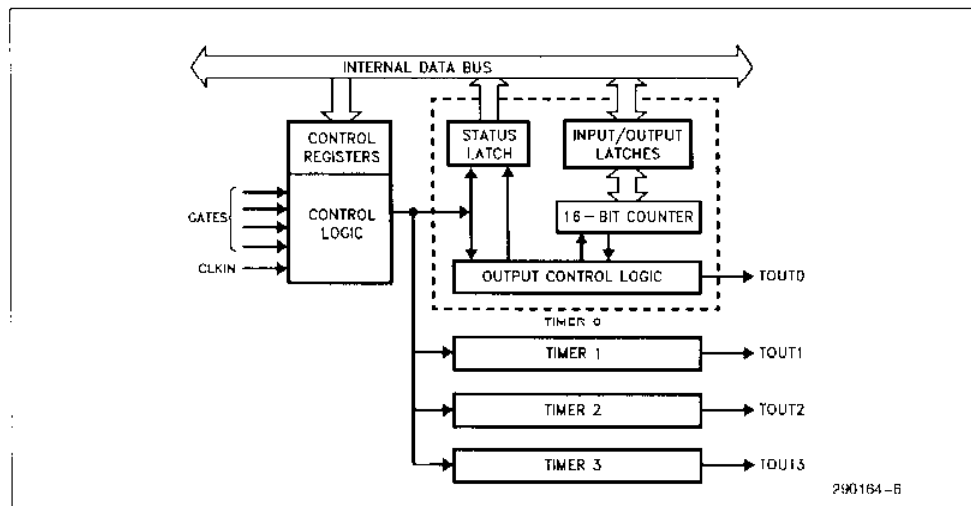 INTERNAL DATA BUS
CONTROL
REGISTERS
CONTROL
LOGIC
GATES
CLKIN
STATUS
LATCH
INPUT/OUTPUT
LATCHES
16-BIT COUNTER
OUTPUT CONTROL LOGIC
TOUT0
TIMER 0
TIMER 1
TOUT1
TIMER 2
TOUT2
TIMER 3
TOUT3
290164-6